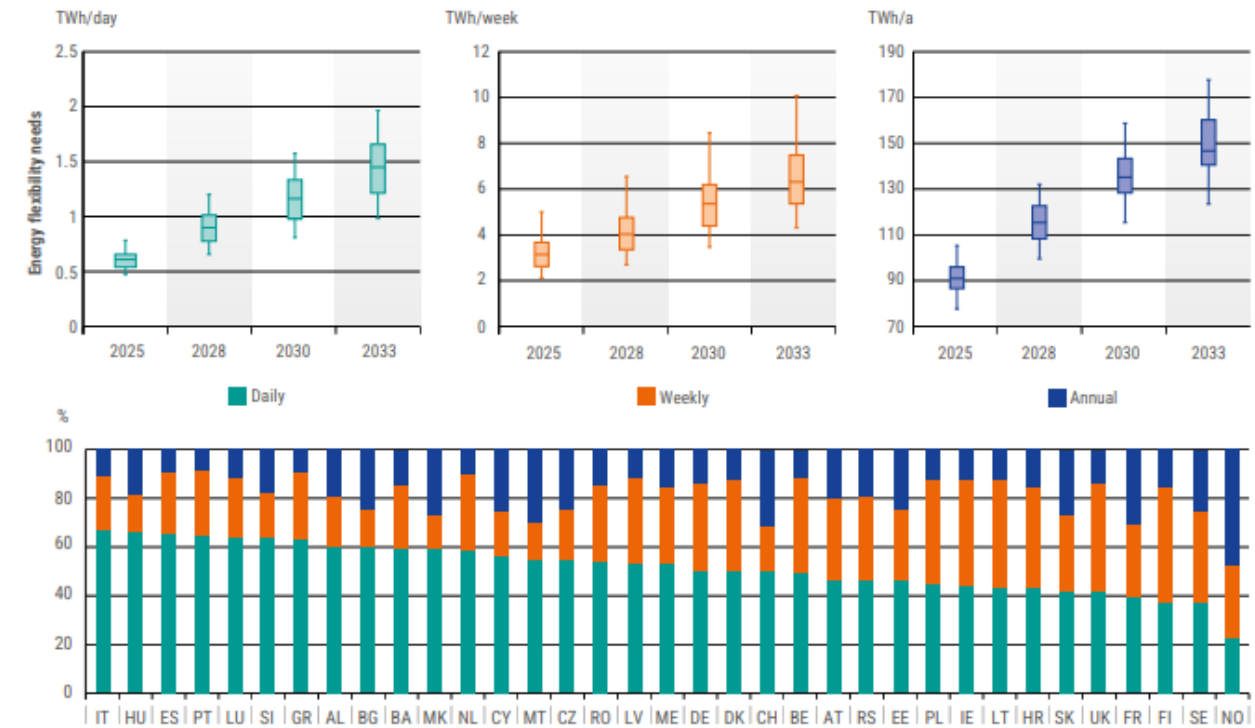 TWh/day TWh/week TWh/a
Energy flexibility needs
2.5 12 190
2 10 170
1.5 8 150
6 130
1 4 110
0.5 2 90
0 0 70
2025 2028 2030 2033 2025 2028 2030 2033 2025 2028 2030 2033
Daily Weekly Annual
%
100
80
60
40
20
0
IT HU ES PT LU SI GR AL BG BA MK NL CY MT CZ RO LV ME DE DK CH BE AT RS EE PL IE LT HR SK UK FR FI SE NO